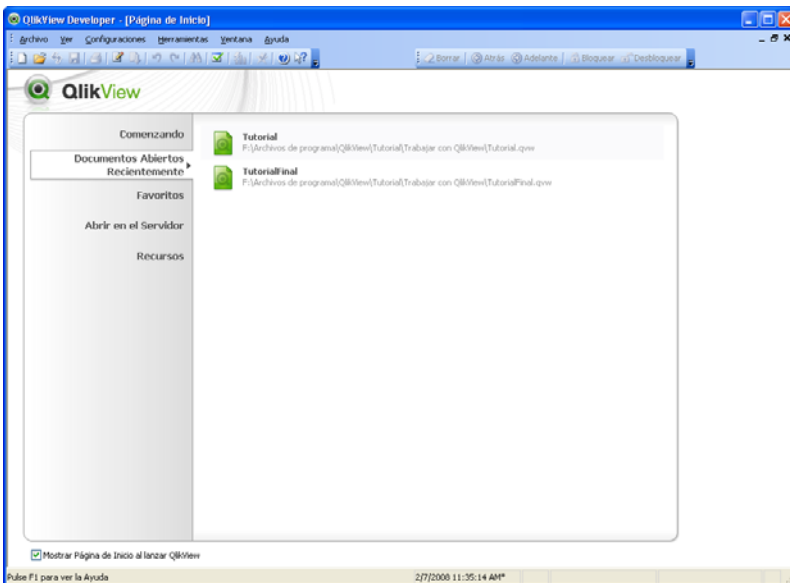 QlikView Developer - [Página de Inicio]
Archivo Ver Configuraciones Herramientas Ventana Ayuda
Borrar Atrás Adelante Bloquear Desbloquear
QlikView
Comenzando
Documentos Abiertos
Recientemente
Favoritos
Abrir en el Servidor
Recursos
Tutorial
F:\Archivos de programa\QlikView\Tutorial\Trabajar con QlikView\Tutorial.qvw
TutorialFinal
F:\Archivos de programa\QlikView\Tutorial\Trabajar con QlikView\TutorialFinal.qvw
Mostrar Página de Inicio al lanzar QlikView
Pulse F1 para ver la Ayuda
2/7/2008 11:35:14 AM*